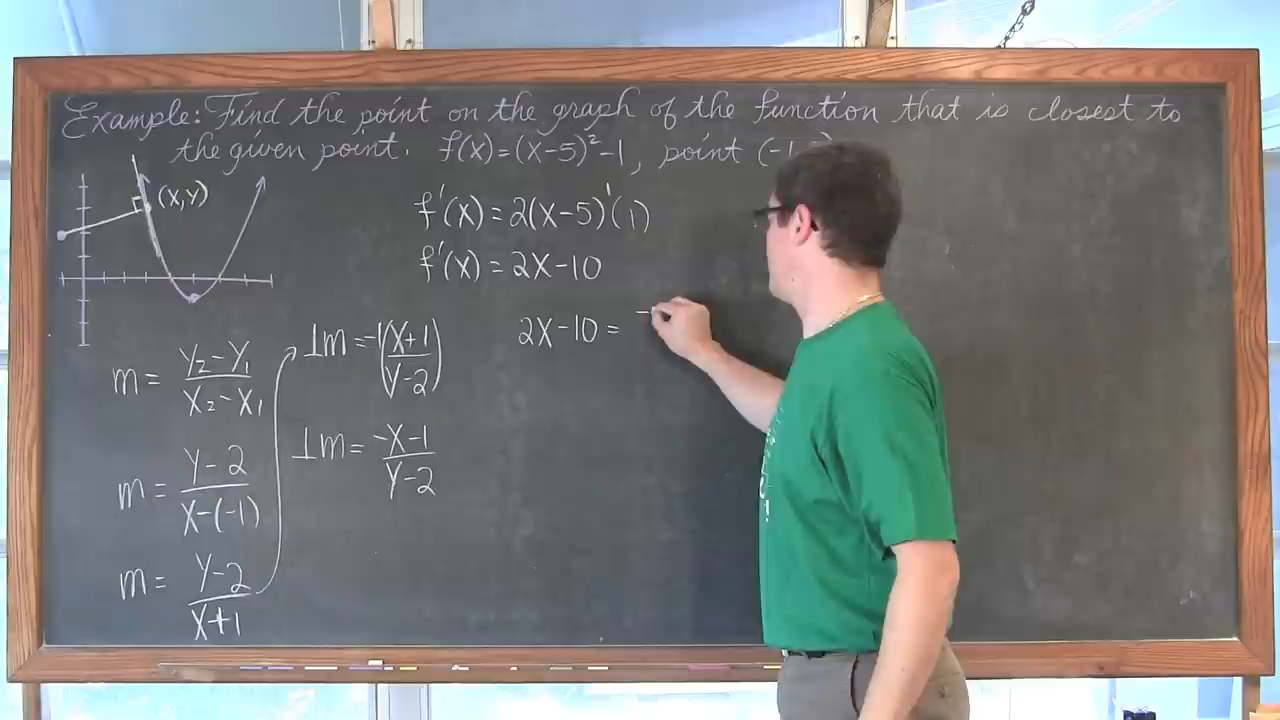 Example: Find the point on the graph of the function that is closest to
the given point. f(x) = (x-5)² - 1, point (-1,
(x,y)
f'(x) = 2(x-5)'(1)
f'(x) = 2x-10
2x-10 =
m = (y₂-y₁)/(x₂-x₁)
m = (y-2)/(x-(-1))
m = (y-2)/(x+1)
⊥m = -1((x+1)/(y-2))
⊥m = (-x-1)/(y-2)